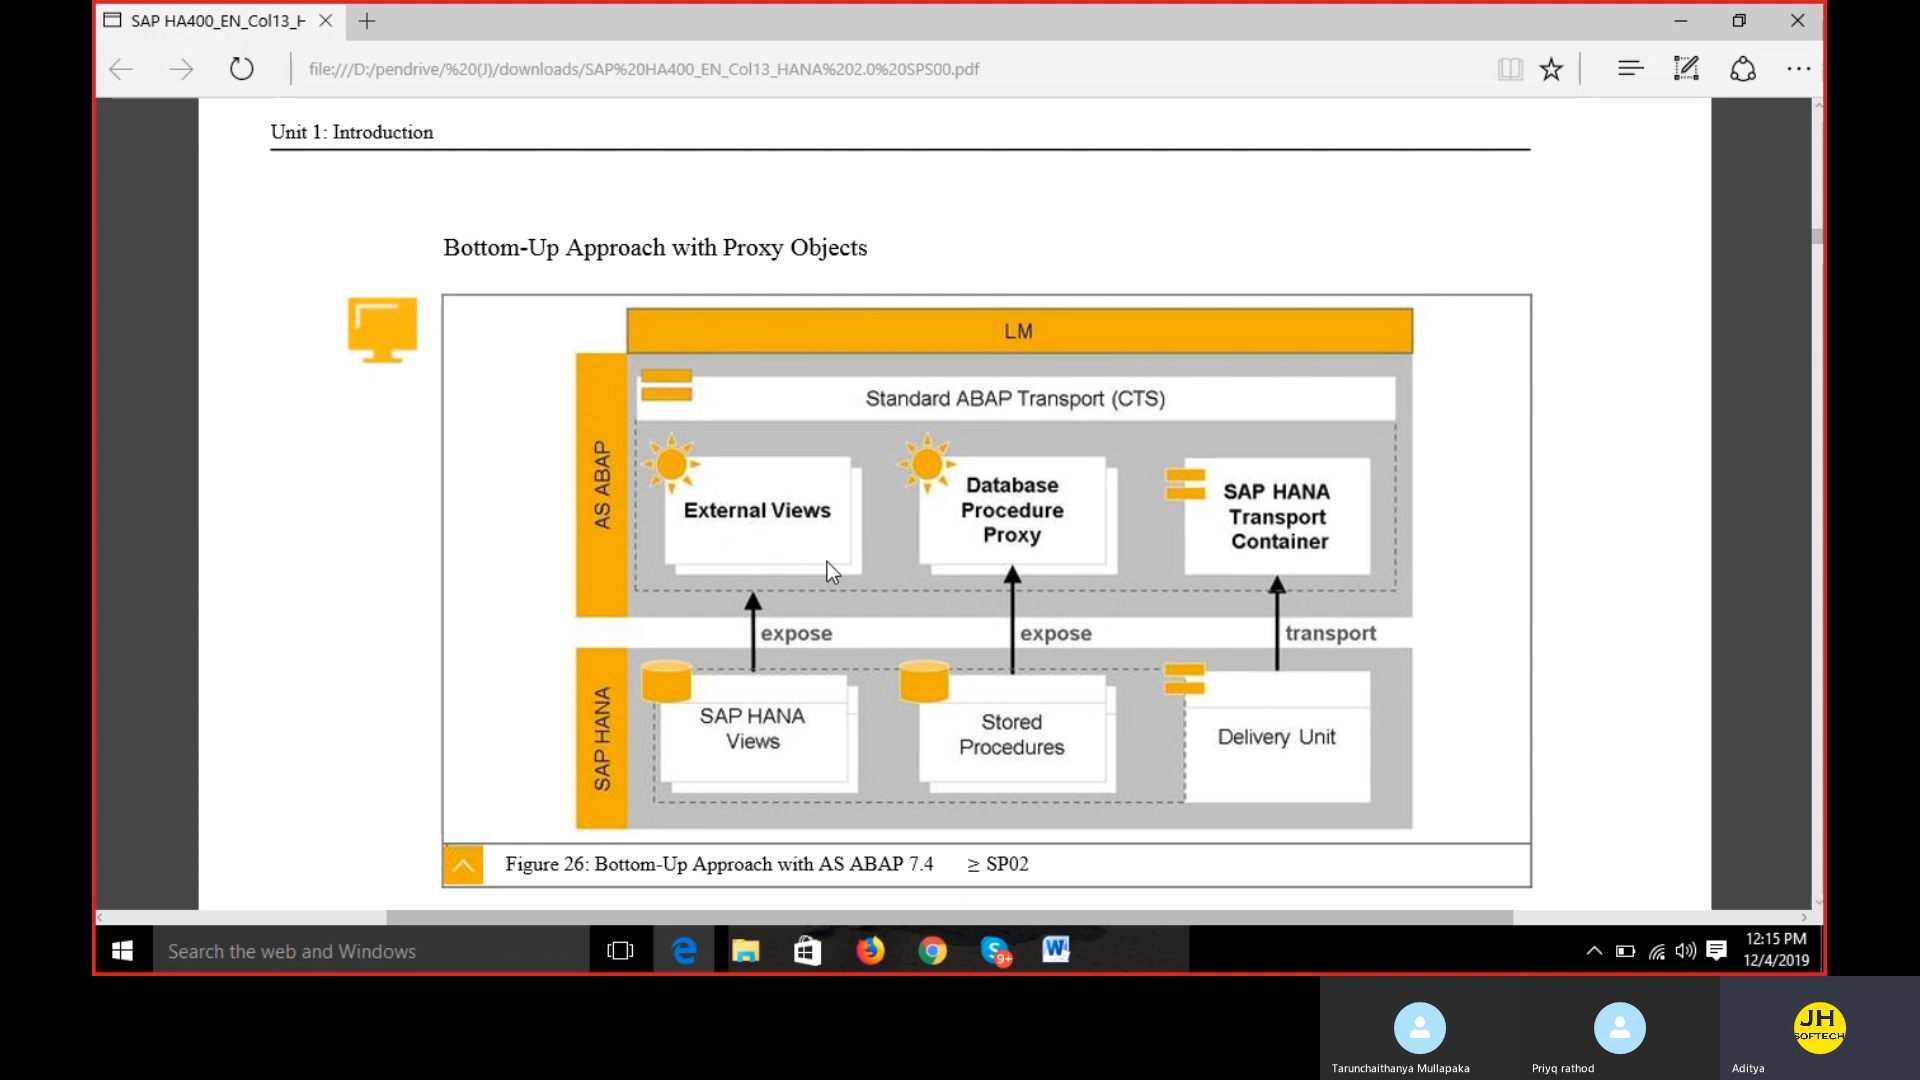 SAP HA400_EN_Col13_H
file:///D:/pendrive/%20(J)/downloads/SAP%20HA400_EN_Col13_HANA%202.0%20SPS00.pdf
Unit 1: Introduction
Bottom-Up Approach with Proxy Objects
LM
Standard ABAP Transport (CTS)
AS ABAP
External Views
Database
Procedure
Proxy
SAP HANA
Transport
Container
expose
expose
transport
SAP HANA
SAP HANA
Views
Stored
Procedures
Delivery Unit
Figure 26: Bottom-Up Approach with AS ABAP 7.4 ≥ SP02
Search the web and Windows
9+
12:15 PM
12/4/2019
JH
SOFTECH
Tarunchaithanya Mullapaka
Priyq rathod
Aditya